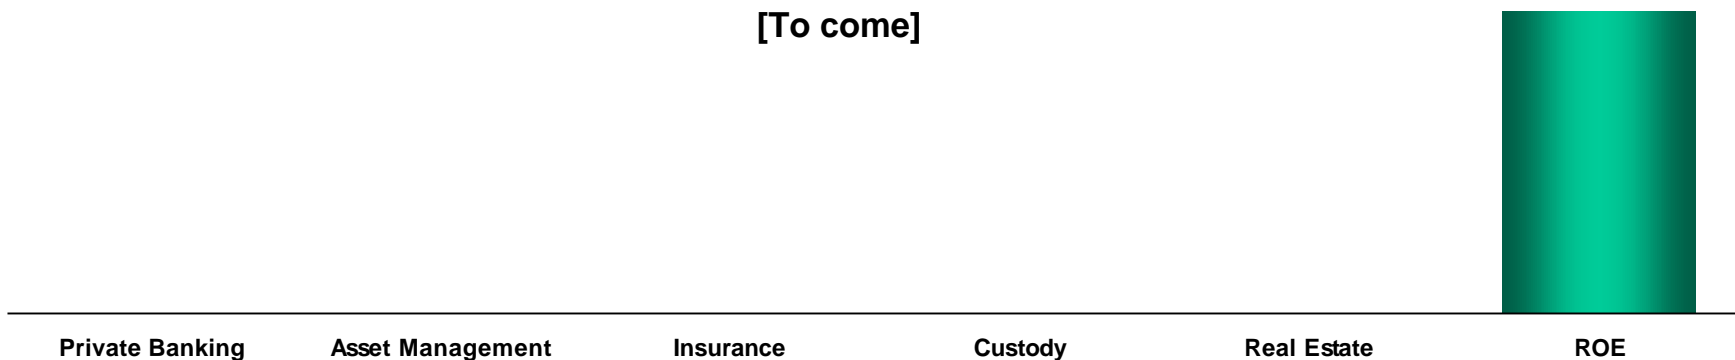 [To come]
Private Banking Asset Management Insurance Custody Real Estate ROE